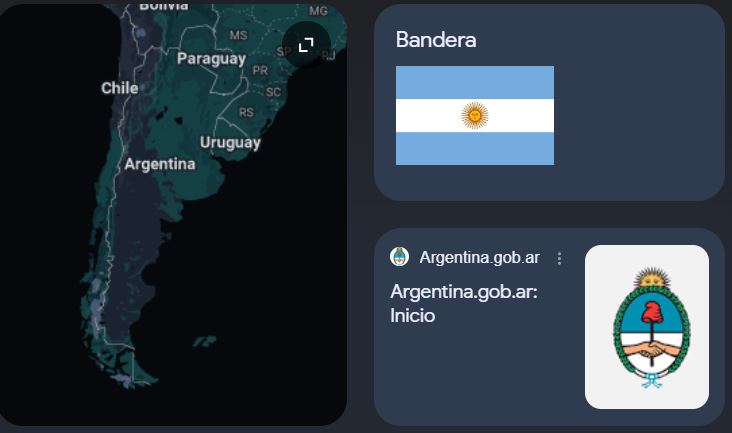 Bolivia
MG
MS
SP
RJ
Paraguay
PR
Chile
SC
RS
Uruguay
Argentina
Bandera
Argentina.gob.ar
Argentina.gob.ar:
Inicio